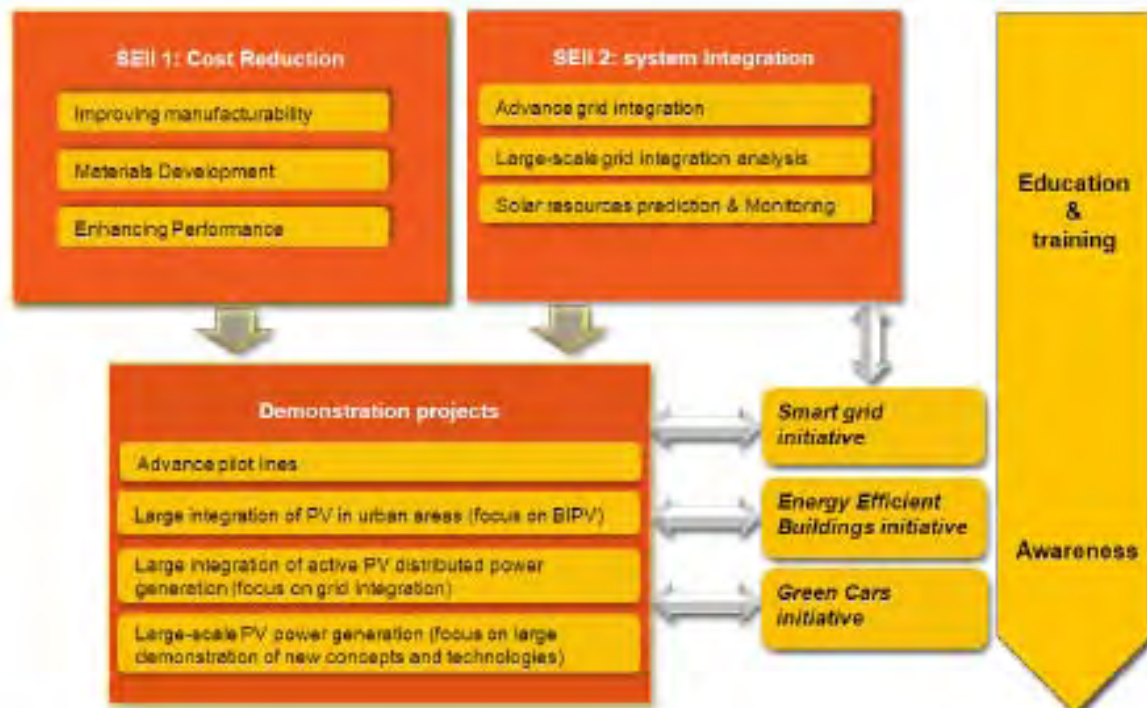 SEII 1: Cost Reduction
Improving manufacturability
Materials Development
Enhancing Performance
SEII 2: system Integration
Advance grid integration
Large-scale grid integration analysis
Solar resources prediction & Monitoring
Demonstration projects
Advance pilot lines
Large integration of PV in urban areas (focus on BIPV)
Large integration of active PV distributed power
generation (focus on grid integration)
Large-scale PV power generation (focus on large
demonstration of new concepts and technologies)
Smart grid
initiative
Energy Efficient
Buildings initiative
Green Cars
initiative
Education
&
training
Awareness